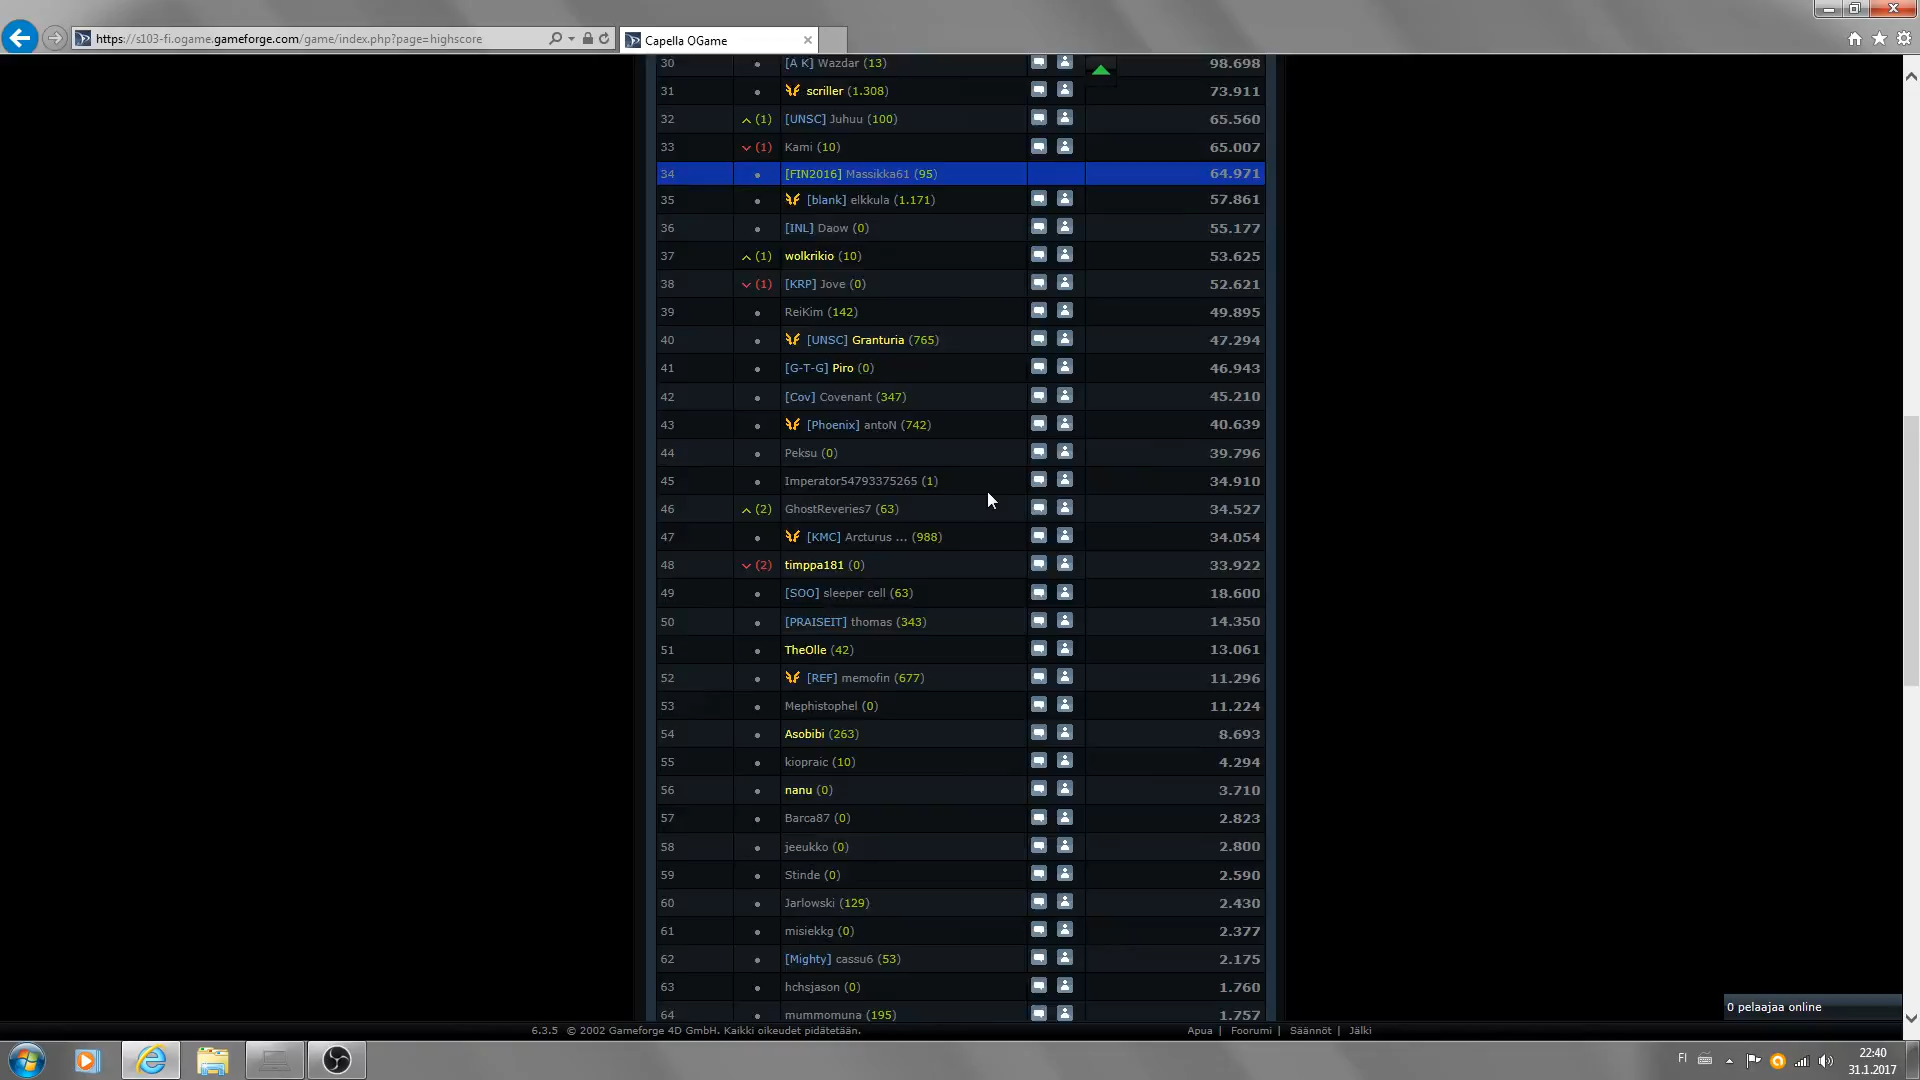 https://s103-fi.ogame.gameforge.com/game/index.php?page=highscore
Capella OGame
30 [A K] Wazdar (13) 98.698
31 scriller (1.308) 73.911
32 (1) [UNSC] Juhuu (100) 65.560
33 (1) Kami (10) 65.007
34 [FIN2016] Massikka61 (95) 64.971
35 [blank] elkkula (1.171) 57.861
36 [INL] Daow (0) 55.177
37 (1) wolkrikio (10) 53.625
38 (1) [KRP] Jove (0) 52.621
39 ReiKim (142) 49.895
40 [UNSC] Granturia (765) 47.294
41 [G-T-G] Piro (0) 46.943
42 [Cov] Covenant (347) 45.210
43 [Phoenix] antoN (742) 40.639
44 Peksu (0) 39.796
45 Imperator54793375265 (1) 34.910
46 (2) GhostReveries7 (63) 34.527
47 [KMC] Arcturus ... (988) 34.054
48 (2) timppa181 (0) 33.922
49 [SOO] sleeper cell (63) 18.600
50 [PRAISEIT] thomas (343) 14.350
51 TheOlle (42) 13.061
52 [REF] memofin (677) 11.296
53 Mephistophel (0) 11.224
54 Asobibi (263) 8.693
55 kiopraic (10) 4.294
56 nanu (0) 3.710
57 Barca87 (0) 2.823
58 jeeukko (0) 2.800
59 Stinde (0) 2.590
60 Jarlowski (129) 2.430
61 misiekkg (0) 2.377
62 [Mighty] cassu6 (53) 2.175
63 hchsjason (0) 1.760
64 mummomuna (195) 1.757
0 pelaajaa online
6.3.5 © 2002 Gameforge 4D GmbH. Kaikki oikeudet pidätetään. Apua | Foorumi | Säännöt | Jälki
FI 22:40
31.1.2017